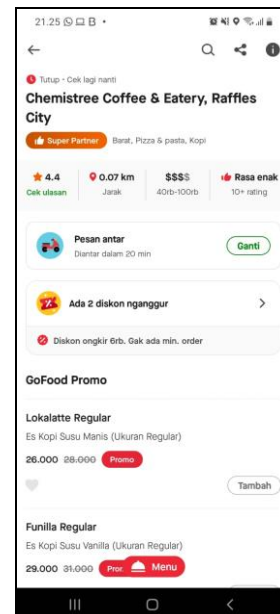 21.25
Tutup - Cek lagi nanti
Chemistree Coffee & Eatery, Raffles
City
Super Partner
Barat, Pizza & pasta, Kopi
4.4
0.07 km
$$$$
Rasa enak
Cek ulasan
Jarak
40rb-100rb
10+ rating
Pesan antar
Diantar dalam 20 min
Ganti
Ada 2 diskon nganggur
Diskon ongkir 6rb. Gak ada min. order
GoFood Promo
Lokalatte Regular
Es Kopi Susu Manis (Ukuran Regular)
26.000 28.000 Promo
Tambah
Funilla Regular
Es Kopi Susu Vanilla (Ukuran Regular)
29.000 31.000
Menu